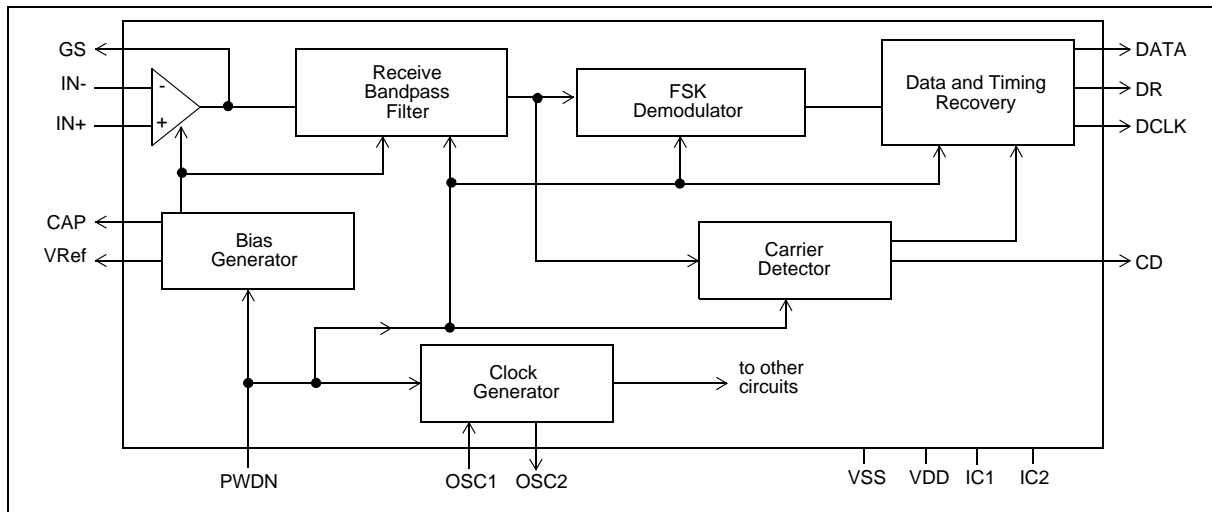 GS
IN-
IN+
-
+
Receive
Bandpass
Filter
FSK
Demodulator
Data and Timing
Recovery
DATA
DR
DCLK
CAP
VRef
Bias
Generator
Carrier
Detector
CD
Clock
Generator
to other
circuits
PWDN
OSC1
OSC2
VSS
VDD
IC1
IC2